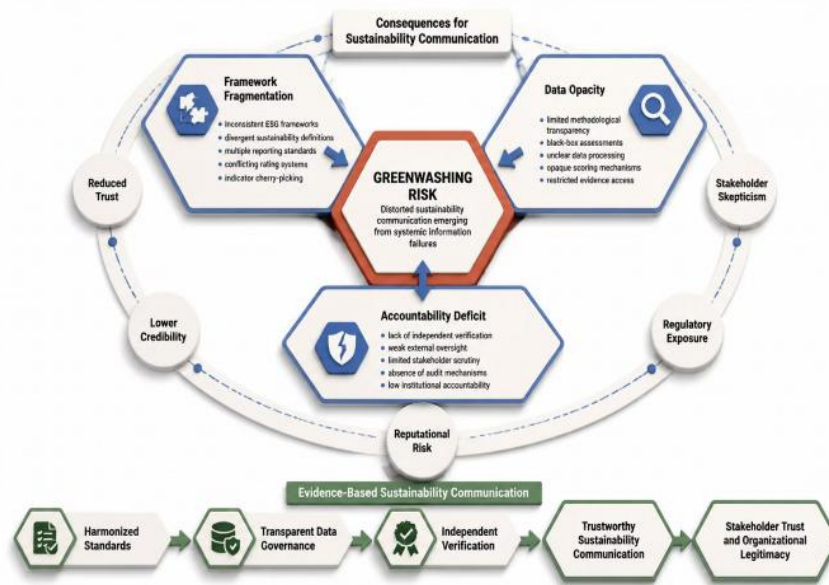 Consequences for
Sustainability Communication
Framework
Fragmentation
inconsistent ESG frameworks
divergent sustainability definitions
multiple reporting standards
conflicting rating systems
indicator cherry-picking
Data Opacity
limited methodological
transparency
black-box assessments
unclear data processing
opaque scoring mechanisms
restricted evidence access
GREENWASHING
RISK
Distorted sustainability
communication emerging
from systemic information
failures
Reduced
Trust
Stakeholder
Skepticism
Accountability Deficit
lack of independent verification
weak external oversight
limited stakeholder scrutiny
absence of audit mechanisms
low institutional accountability
Lower
Credibility
Regulatory
Exposure
Reputational
Risk
Evidence-Based Sustainability Communication
Harmonized
Standards
Transparent Data
Governance
Independent
Verification
Trustworthy
Sustainability
Communication
Stakeholder Trust
and Organizational
Legitimacy